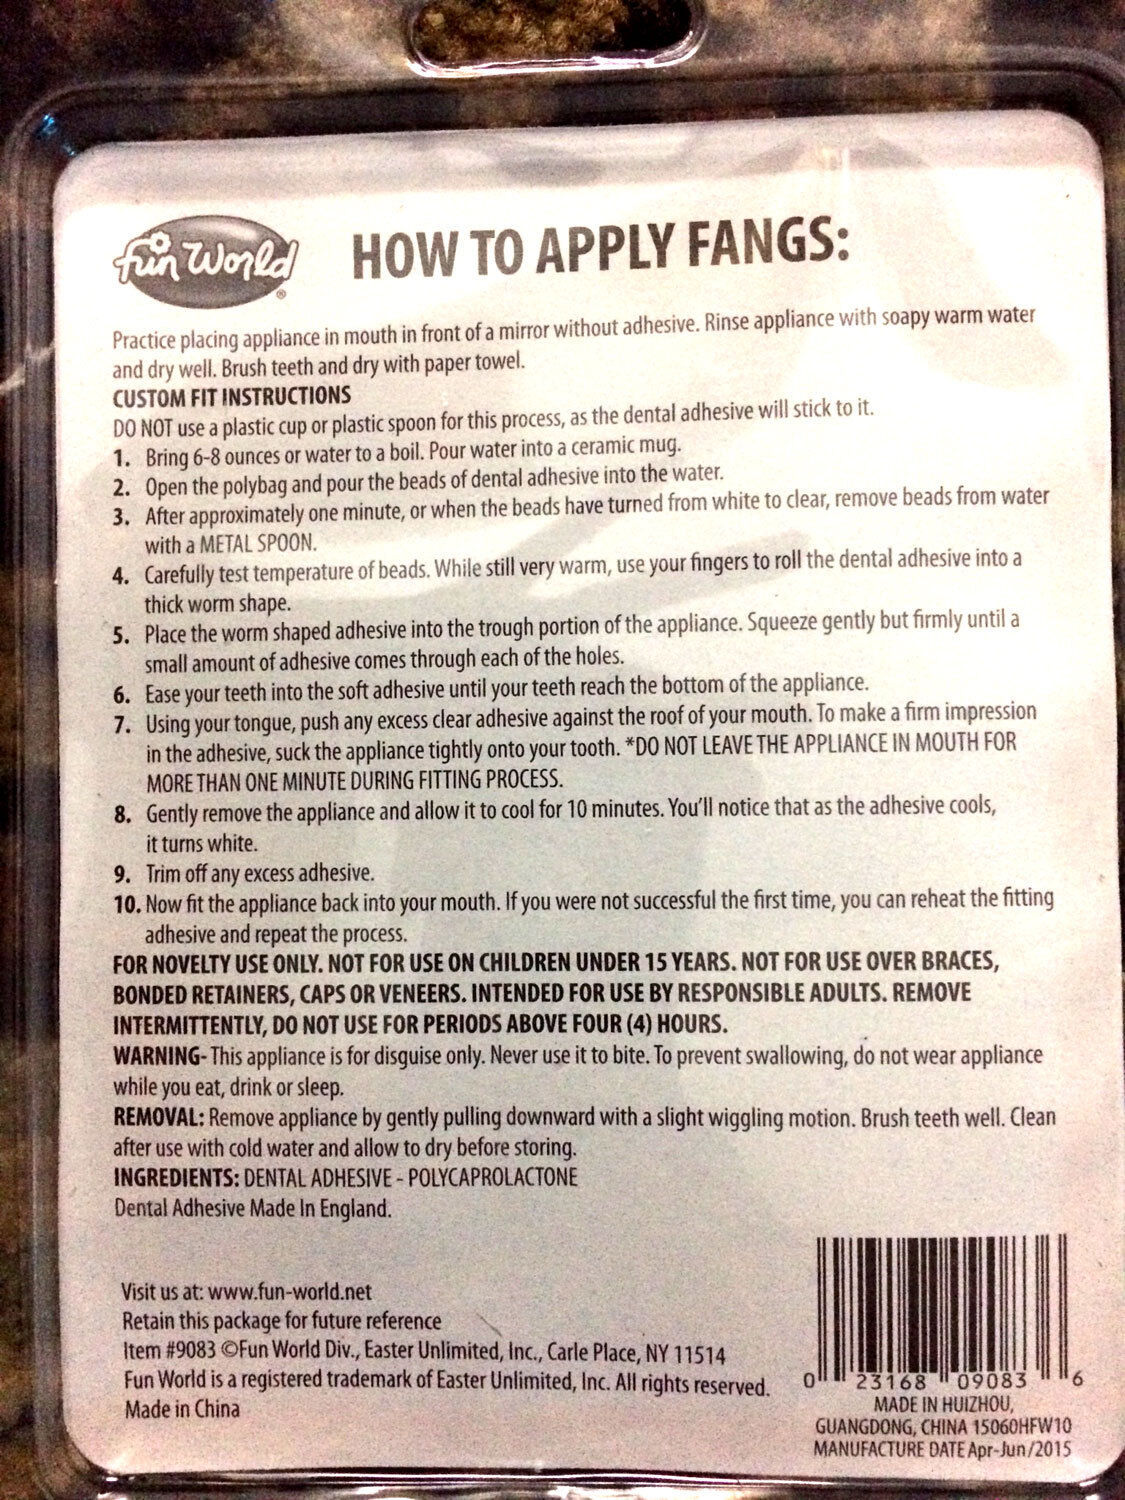 fun World ®
HOW TO APPLY FANGS:
Practice placing appliance in mouth in front of a mirror without adhesive. Rinse appliance with soapy warm water
and dry well. Brush teeth and dry with paper towel.
CUSTOM FIT INSTRUCTIONS
DO NOT use a plastic cup or plastic spoon for this process, as the dental adhesive will stick to it.
1. Bring 6-8 ounces or water to a boil. Pour water into a ceramic mug.
2. Open the polybag and pour the beads of dental adhesive into the water.
3. After approximately one minute, or when the beads have turned from white to clear, remove beads from water
with a METAL SPOON.
4. Carefully test temperature of beads. While still very warm, use your fingers to roll the dental adhesive into a
thick worm shape.
5. Place the worm shaped adhesive into the trough portion of the appliance. Squeeze gently but firmly until a
small amount of adhesive comes through each of the holes.
6. Ease your teeth into the soft adhesive until your teeth reach the bottom of the appliance.
7. Using your tongue, push any excess clear adhesive against the roof of your mouth. To make a firm impression
in the adhesive, suck the appliance tightly onto your tooth. *DO NOT LEAVE THE APPLIANCE IN MOUTH FOR
MORE THAN ONE MINUTE DURING FITTING PROCESS.
8. Gently remove the appliance and allow it to cool for 10 minutes. You'll notice that as the adhesive cools,
it turns white.
9. Trim off any excess adhesive.
10. Now fit the appliance back into your mouth. If you were not successful the first time, you can reheat the fitting
adhesive and repeat the process.
FOR NOVELTY USE ONLY. NOT FOR USE ON CHILDREN UNDER 15 YEARS. NOT FOR USE OVER BRACES,
BONDED RETAINERS, CAPS OR VENEERS. INTENDED FOR USE BY RESPONSIBLE ADULTS. REMOVE
INTERMITTENTLY, DO NOT USE FOR PERIODS ABOVE FOUR (4) HOURS.
WARNING- This appliance is for disguise only. Never use it to bite. To prevent swallowing, do not wear appliance
while you eat, drink or sleep.
REMOVAL: Remove appliance by gently pulling downward with a slight wiggling motion. Brush teeth well. Clean
after use with cold water and allow to dry before storing.
INGREDIENTS: DENTAL ADHESIVE - POLYCAPROLACTONE
Dental Adhesive Made In England.
Visit us at: www.fun-world.net
Retain this package for future reference
Item #9083 ©Fun World Div., Easter Unlimited, Inc., Carle Place, NY 11514
Fun World is a registered trademark of Easter Unlimited, Inc. All rights reserved.
Made in China
0 23168 09083 6
MADE IN HUIZHOU,
GUANGDONG, CHINA 15060HFW10
MANUFACTURE DATE Apr-Jun/2015